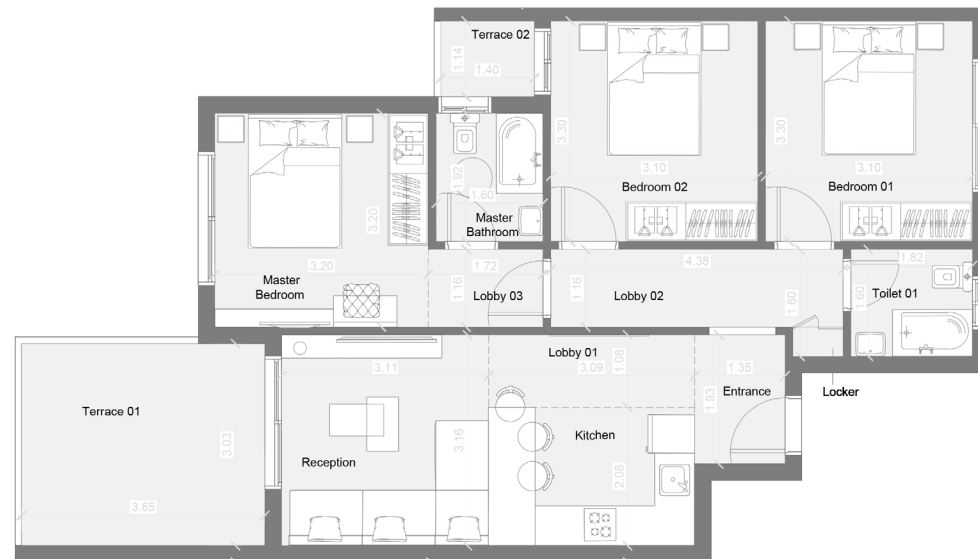 Terrace 02
1.14
1.40
3.30
3.10
Bedroom 02
3.30
3.10
Bedroom 01
1.92
1.60
Master
Bathroom
3.20
3.20
Master
Bedroom
1.16
1.72
Lobby 03
1.16
4.38
Lobby 02
1.60
1.82
1.60
Toilet 01
Lobby 01
3.11
3.09
1.08
1.35
1.93
Entrance
Locker
Terrace 01
3.03
3.65
Reception
3.16
Kitchen
2.08